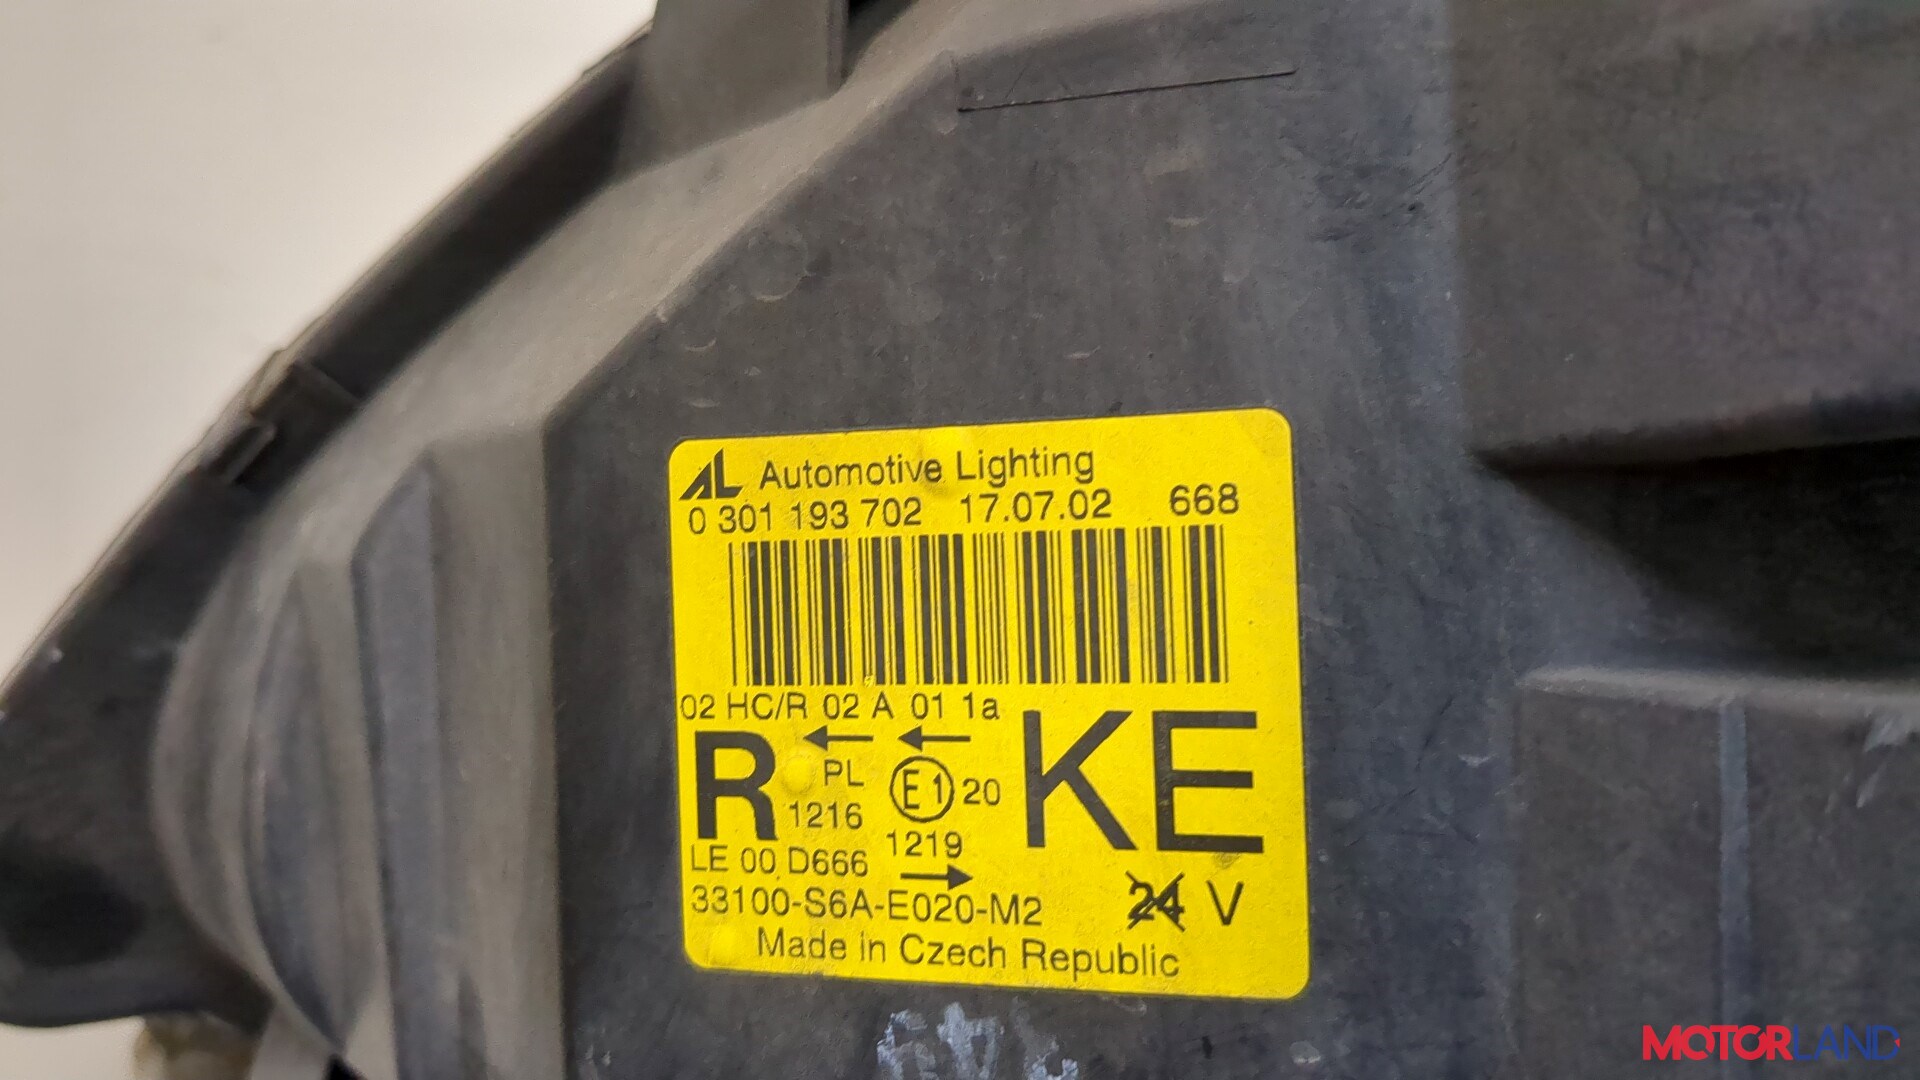 AL Automotive Lighting
0 301 193 702 17.07.02 668
02 HC/R 02 A 01 1a
R PL E1 20 KE
1216
1219
LE 00 D666
33100-S6A-E020-M2 24 V
Made in Czech Republic
MOTORLAND